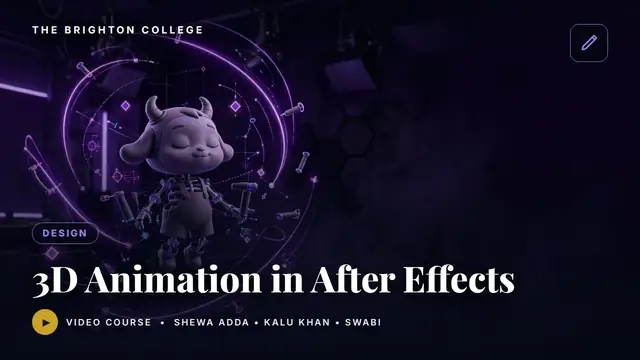 THE BRIGHTON COLLEGE
DESIGN
3D Animation in After Effects
VIDEO COURSE • SHEWA ADDA • KALU KHAN • SWABI